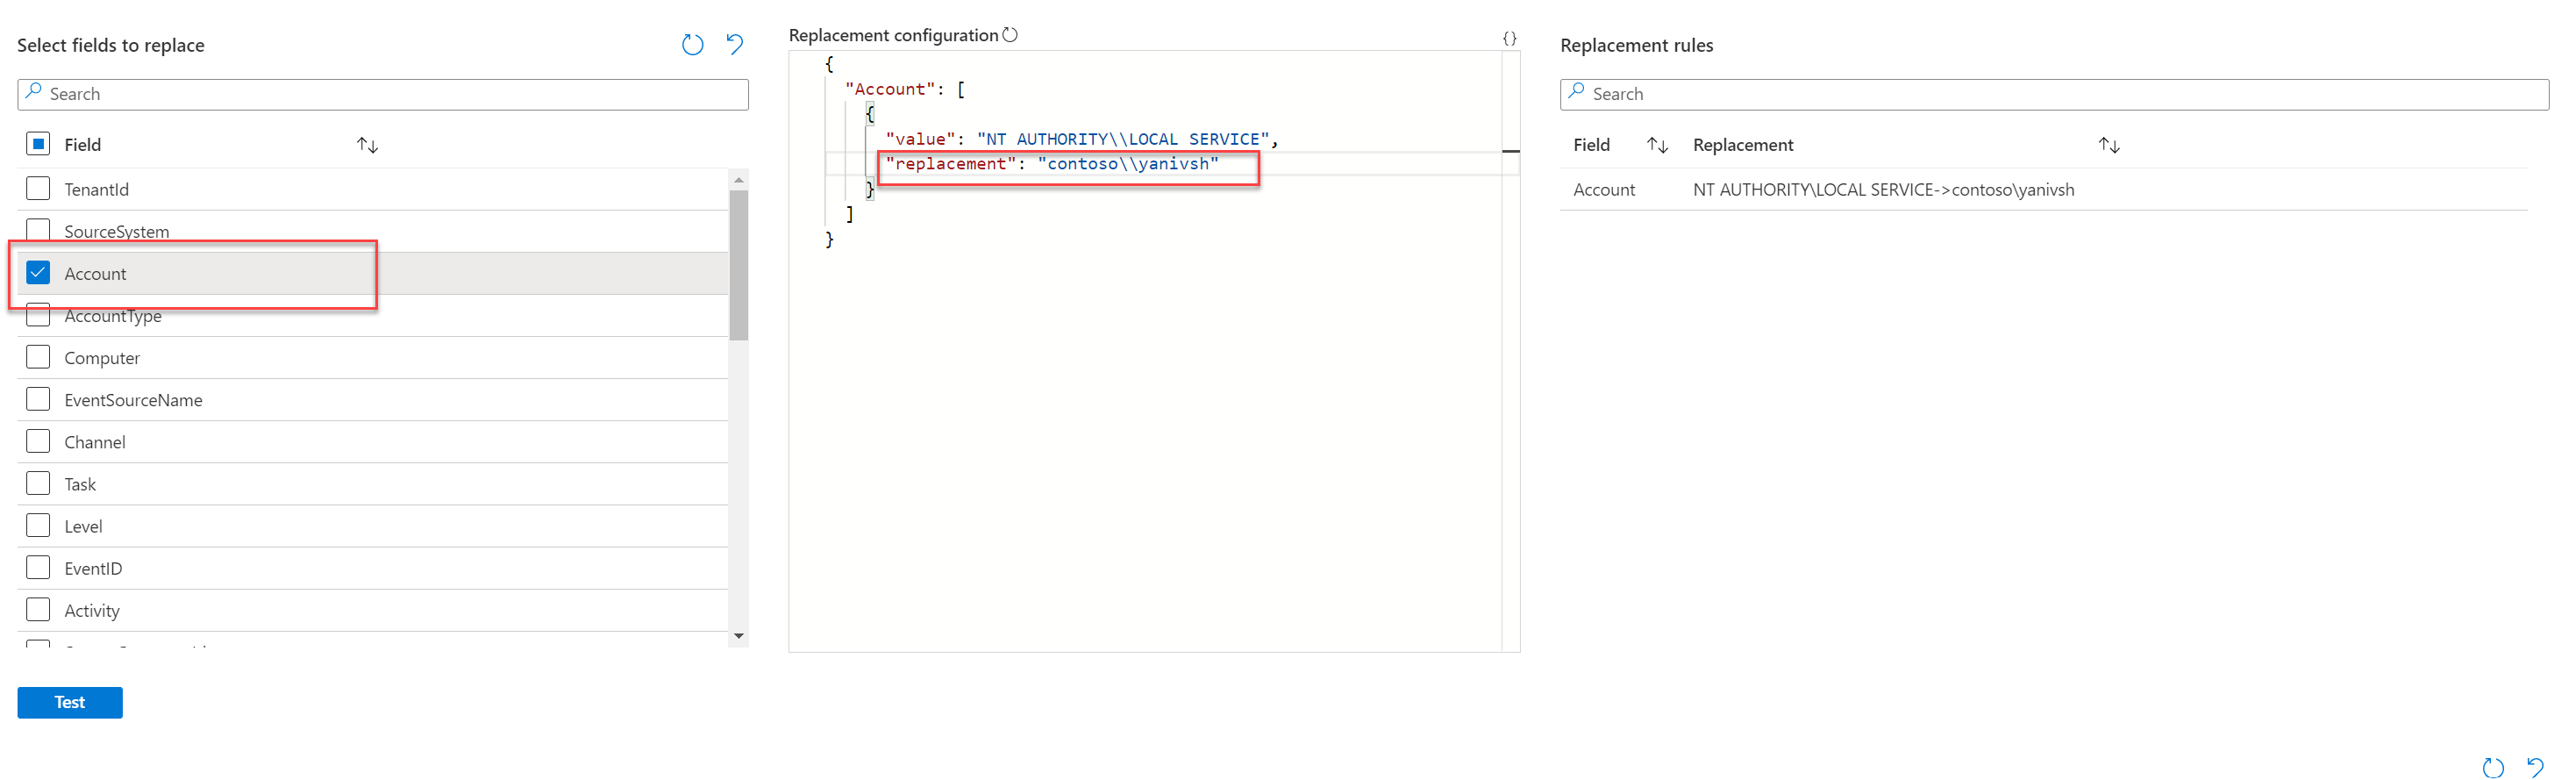 Select fields to replace
Search
Field
TenantId
SourceSystem
Account
AccountType
Computer
EventSourceName
Channel
Task
Level
EventID
Activity
Test
Replacement configuration
{}
{
"Account": [
{
"value": "NT AUTHORITY\\LOCAL SERVICE",
"replacement": "contoso\\yanivsh"
}
]
}
Replacement rules
Search
Field Replacement
Account NT AUTHORITY\LOCAL SERVICE->contoso\yanivsh